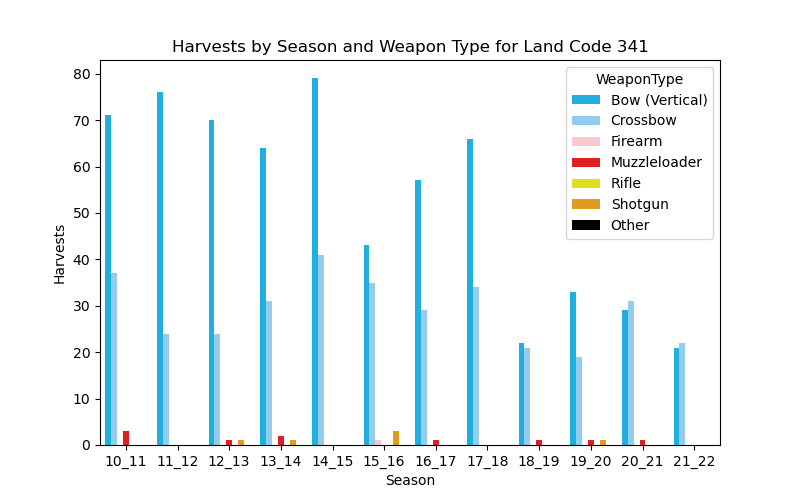 Harvests by Season and Weapon Type for Land Code 341
WeaponType
Bow (Vertical)
Crossbow
Firearm
Muzzleloader
Rifle
Shotgun
Other
Harvests
80
70
60
50
40
30
20
10
0
10_11 11_12 12_13 13_14 14_15 15_16 16_17 17_18 18_19 19_20 20_21 21_22
Season